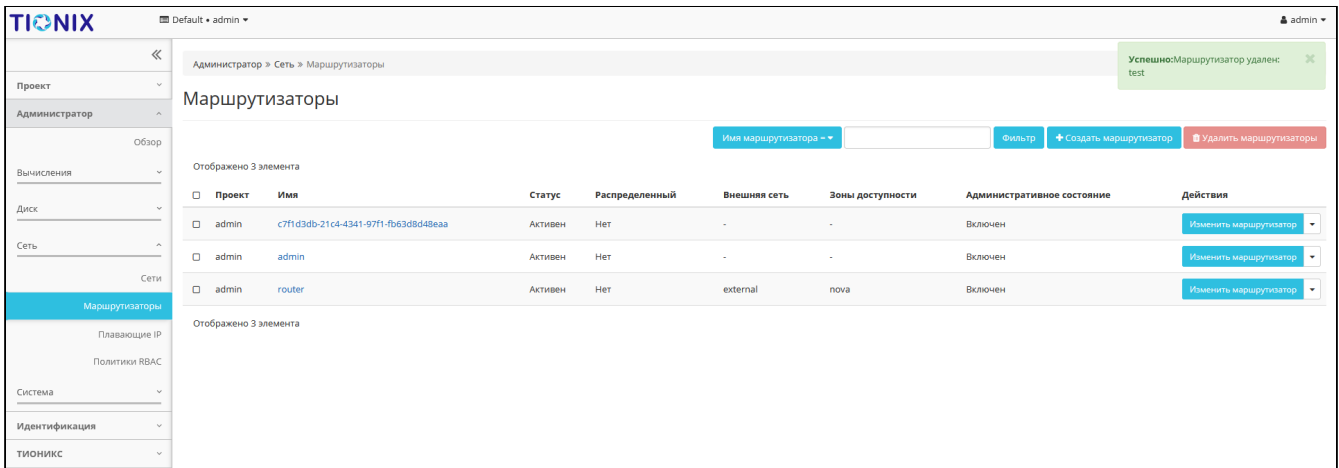 TIONIX
Default • admin
admin
Администратор » Сеть » Маршрутизаторы
Успешно:Маршрутизатор удален:
test
Проект
Администратор
Обзор
Вычисления
Диск
Сеть
Сети
Маршрутизаторы
Плавающие IP
Политики RBAC
Система
Идентификация
ТИОНИКС
Маршрутизаторы
Имя маршрутизатора =
Фильтр
Создать маршрутизатор
Удалить маршрутизаторы
Отображено 3 элемента
Проект Имя Статус Распределенный Внешняя сеть Зоны доступности Административное состояние Действия
admin c7f1d3db-21c4-4341-97f1-fb63d8d48eaa Активен Нет - - Включен Изменить маршрутизатор
admin admin Активен Нет - - Включен Изменить маршрутизатор
admin router Активен Нет external nova Включен Изменить маршрутизатор
Отображено 3 элемента